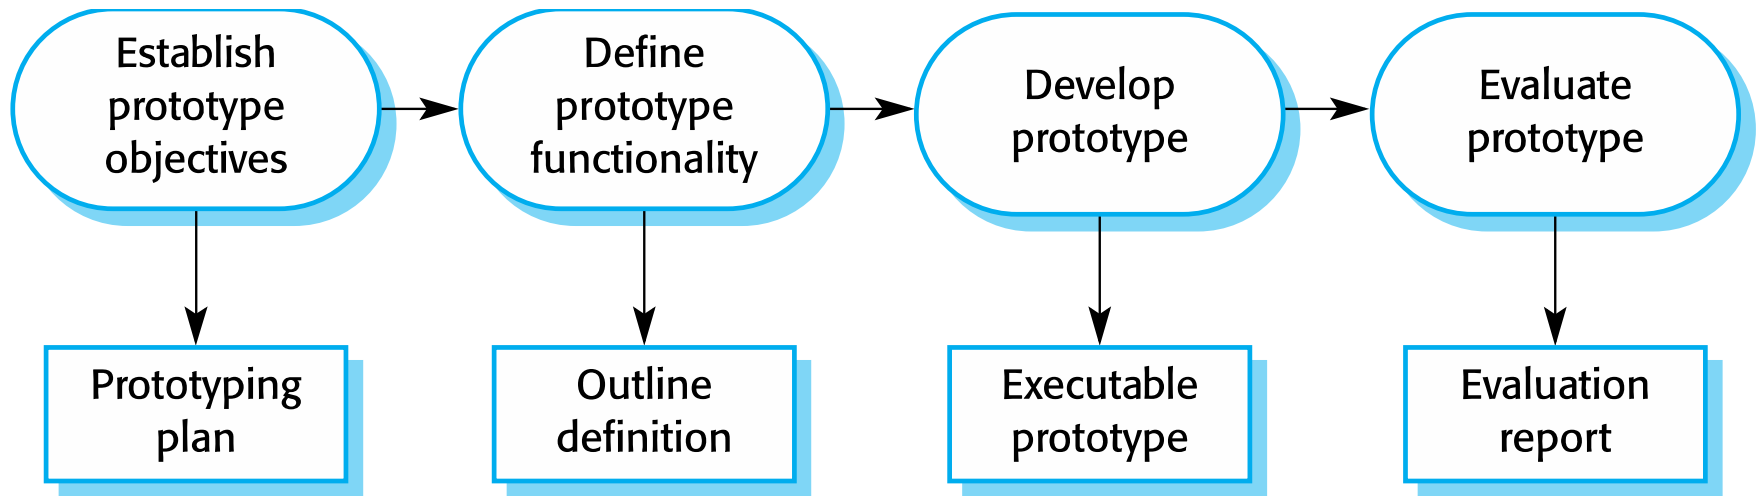 Establish
prototype
objectives
Define
prototype
functionality
Develop
prototype
Evaluate
prototype
Prototyping
plan
Outline
definition
Executable
prototype
Evaluation
report